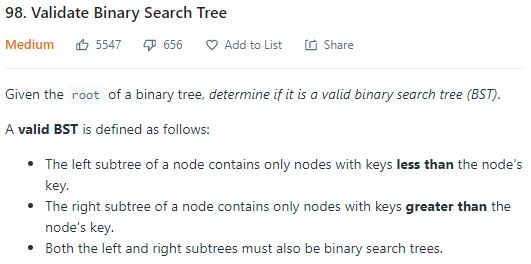 98. Validate Binary Search Tree
Medium 5547 656 Add to List Share
Given the root of a binary tree, determine if it is a valid binary search tree (BST).
A valid BST is defined as follows:
• The left subtree of a node contains only nodes with keys less than the node's
key.
• The right subtree of a node contains only nodes with keys greater than the
node's key.
• Both the left and right subtrees must also be binary search trees.